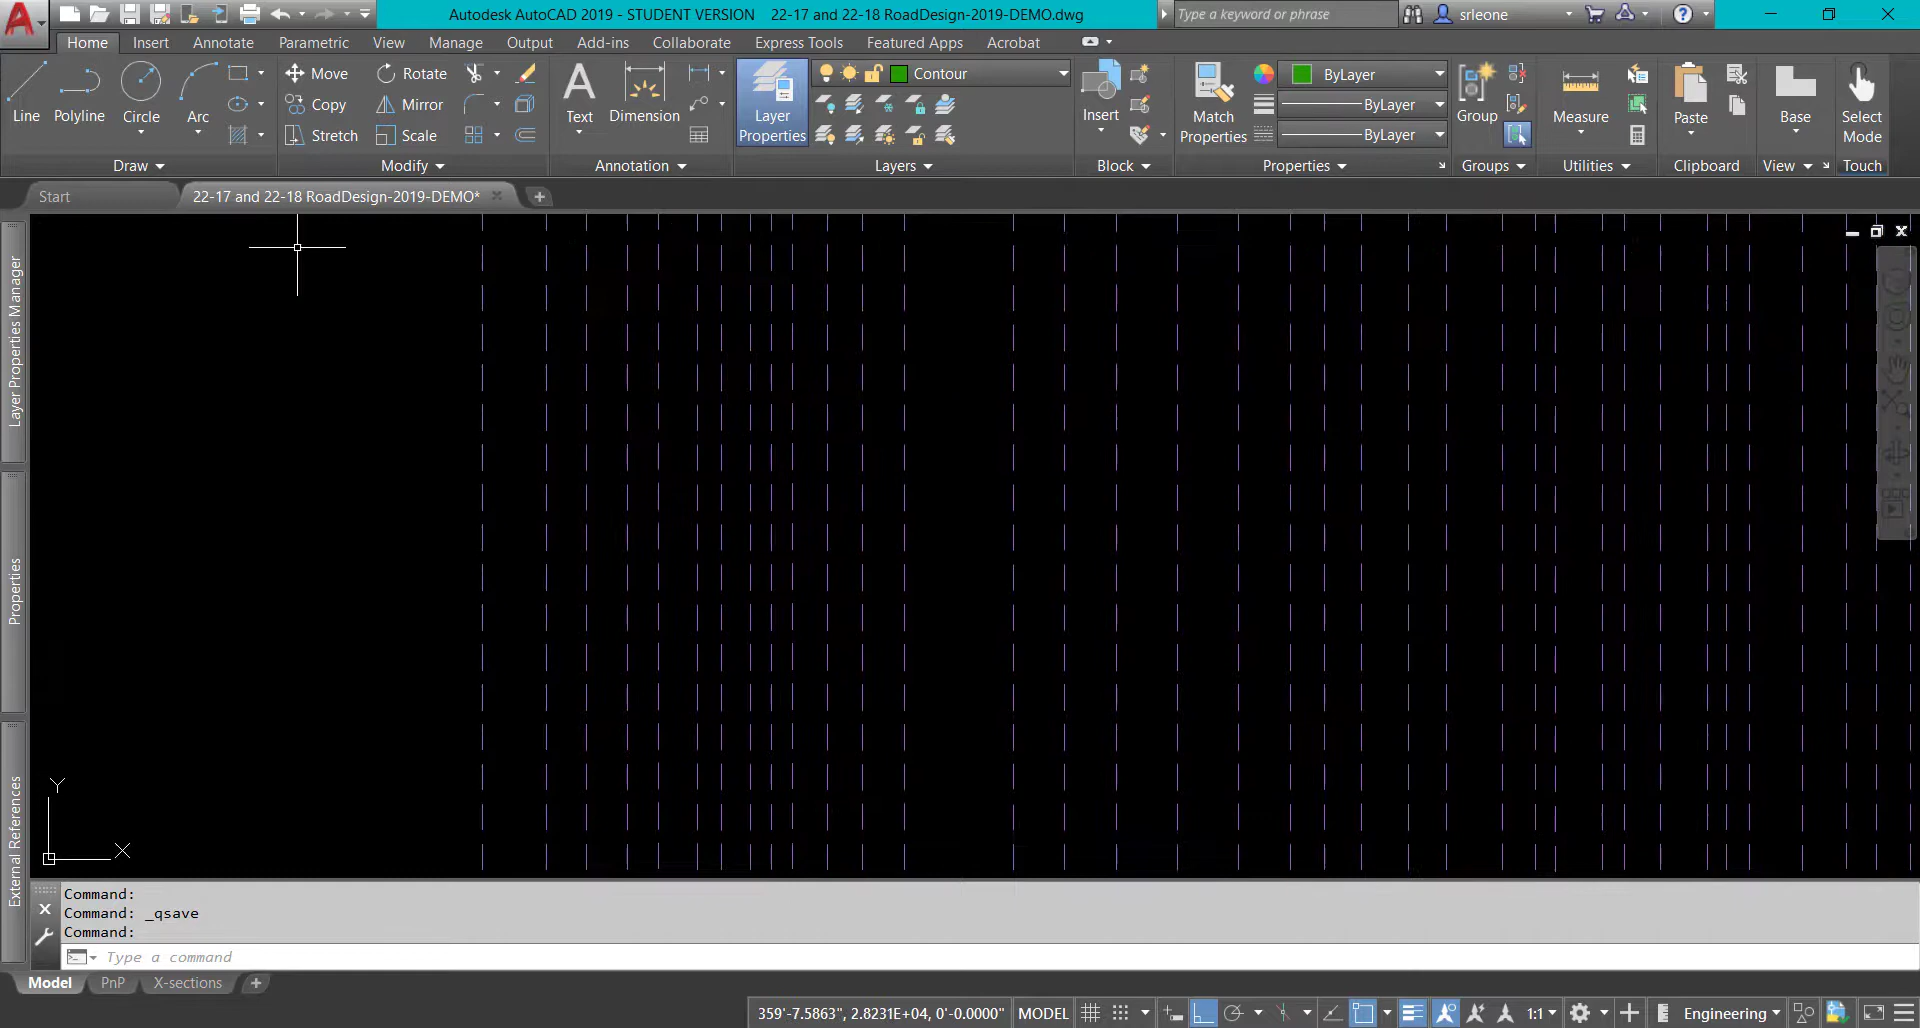 Autodesk AutoCAD 2019 - STUDENT VERSION 22-17 and 22-18 RoadDesign-2019-DEMO.dwg
Type a keyword or phrase
srleone
Home Insert Annotate Parametric View Manage Output Add-ins Collaborate Express Tools Featured Apps Acrobat
Line Polyline Circle Arc
Move Rotate
Copy Mirror
Stretch Scale
Text Dimension
Layer Properties
Contour
Insert
Match Properties
ByLayer
ByLayer
ByLayer
Group Measure Paste Base
Select Mode
Draw Modify Annotation Layers Block Properties Groups Utilities Clipboard View Touch
Start 22-17 and 22-18 RoadDesign-2019-DEMO*
Layer Properties Manager
Properties
External References
Y
X
Command:
Command: _qsave
Command:
Type a command
Model PnP X-sections
359'-7.5863", 2.8231E+04, 0'-0.0000" MODEL 1:1 Engineering